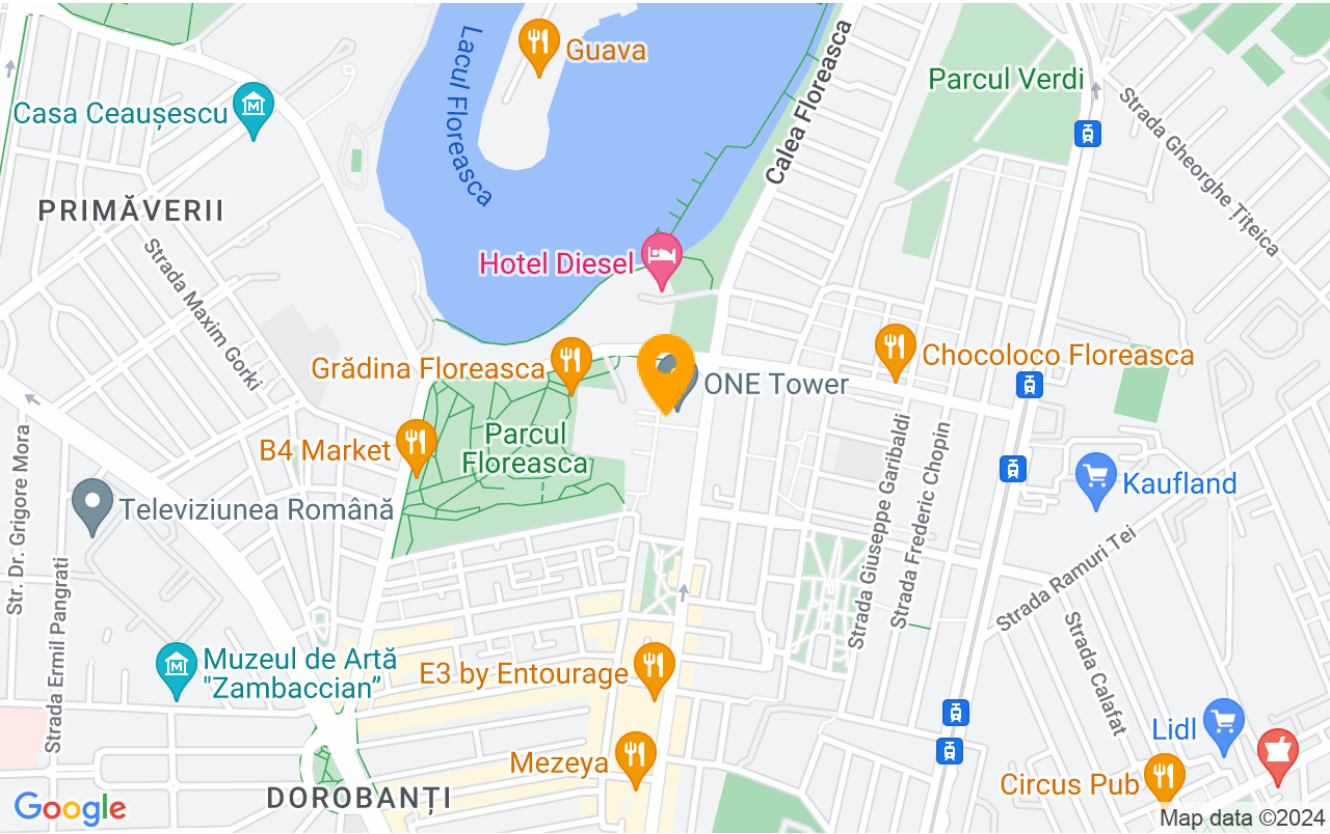 Guava
Lacul Floreasca
Calea Floreasca
Parcul Verdi
Casa Ceaușescu
Strada Gheorghe Țițeica
PRIMĂVERII
Strada Maxim Gorki
Hotel Diesel
Grădina Floreasca
Chocoloco Floreasca
ONE Tower
B4 Market
Parcul
Floreasca
Str. Dr. Grigore Mora
Televiziunea Română
Kaufland
Strada Giuseppe Garibaldi
Strada Frederic Chopin
Strada Ramuri Tei
Strada Ermil Pangrati
Muzeul de Artă
"Zambaccian”
E3 by Entourage
Strada Calafat
Lidl
Mezeya
Circus Pub
DOROBANȚI
Google
Map data ©2024